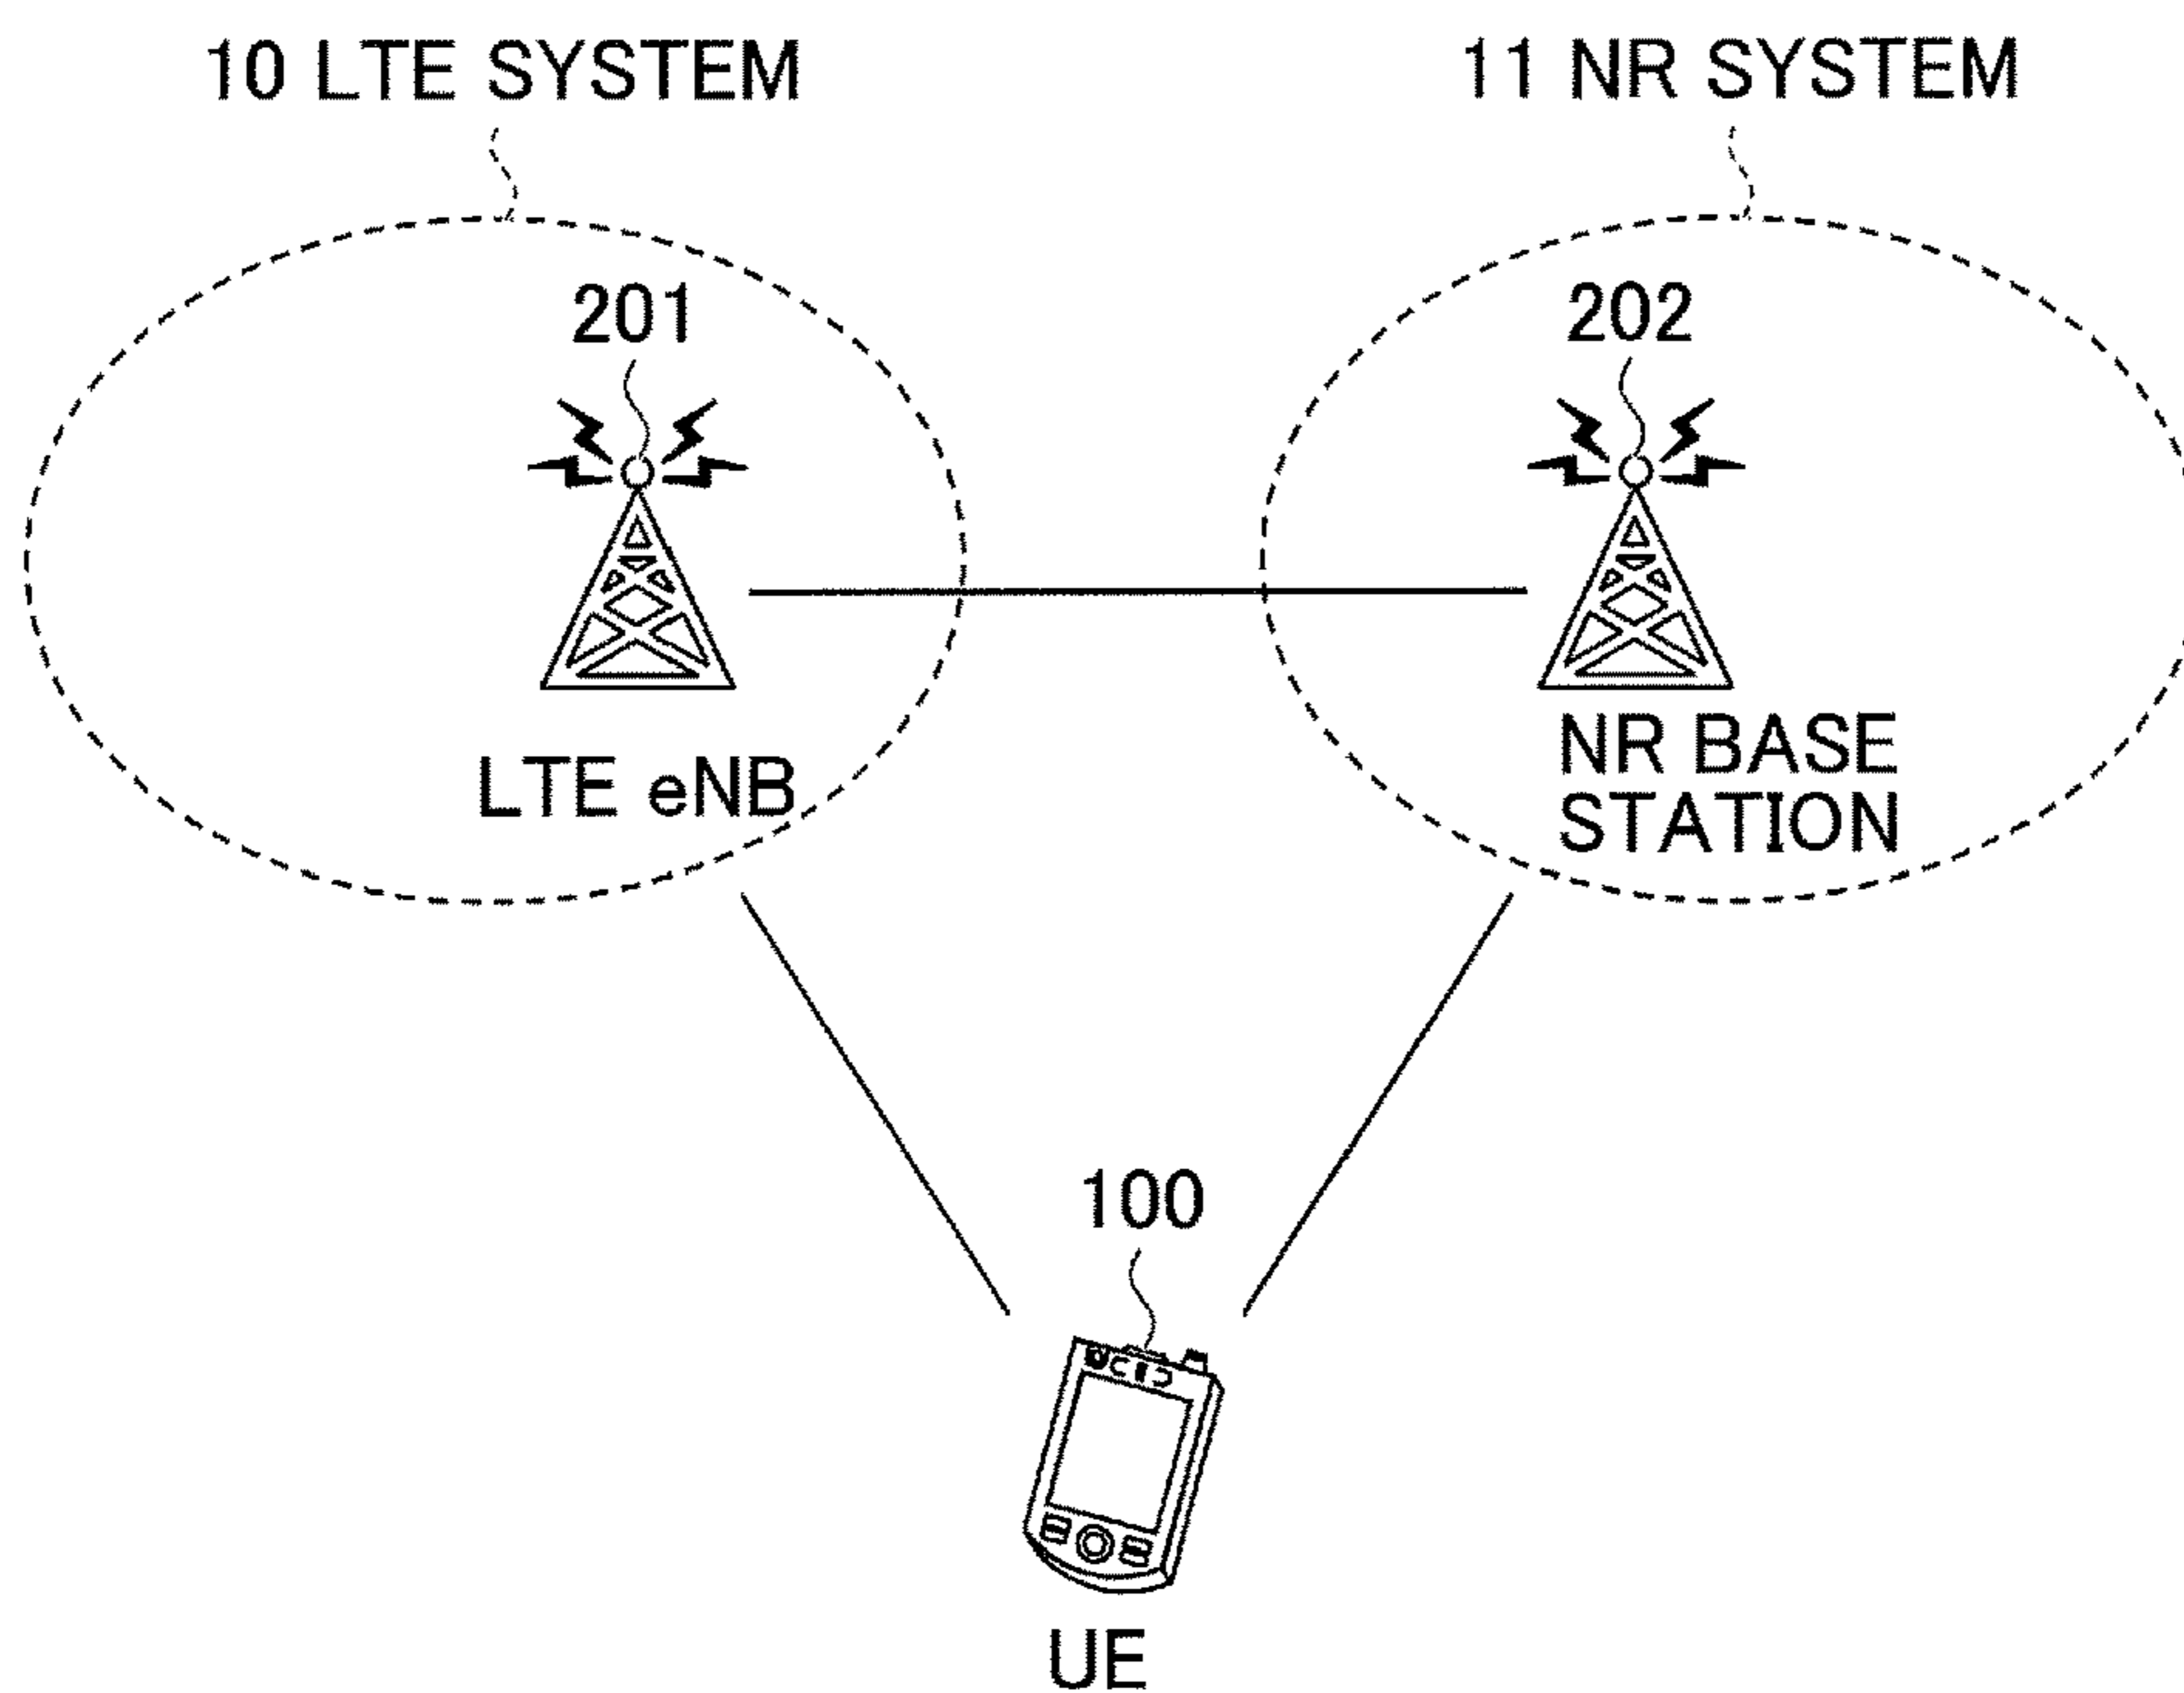 10 LTE SYSTEM
11 NR SYSTEM
201
202
LTE eNB
NR BASE
STATION
100
UE